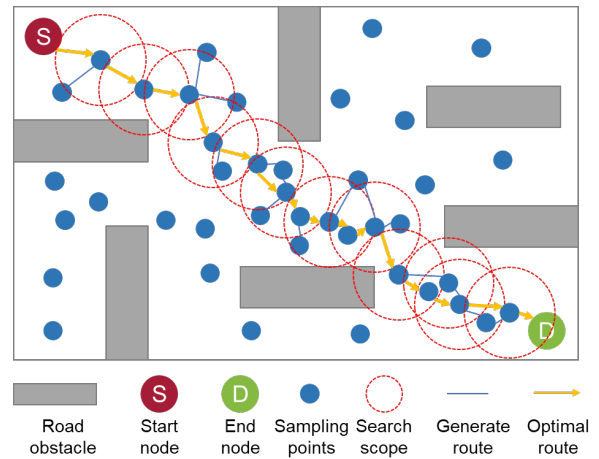 S
D
S
D
Road
obstacle
Start
node
End
node
Sampling
points
Search
scope
Generate
route
Optimal
route